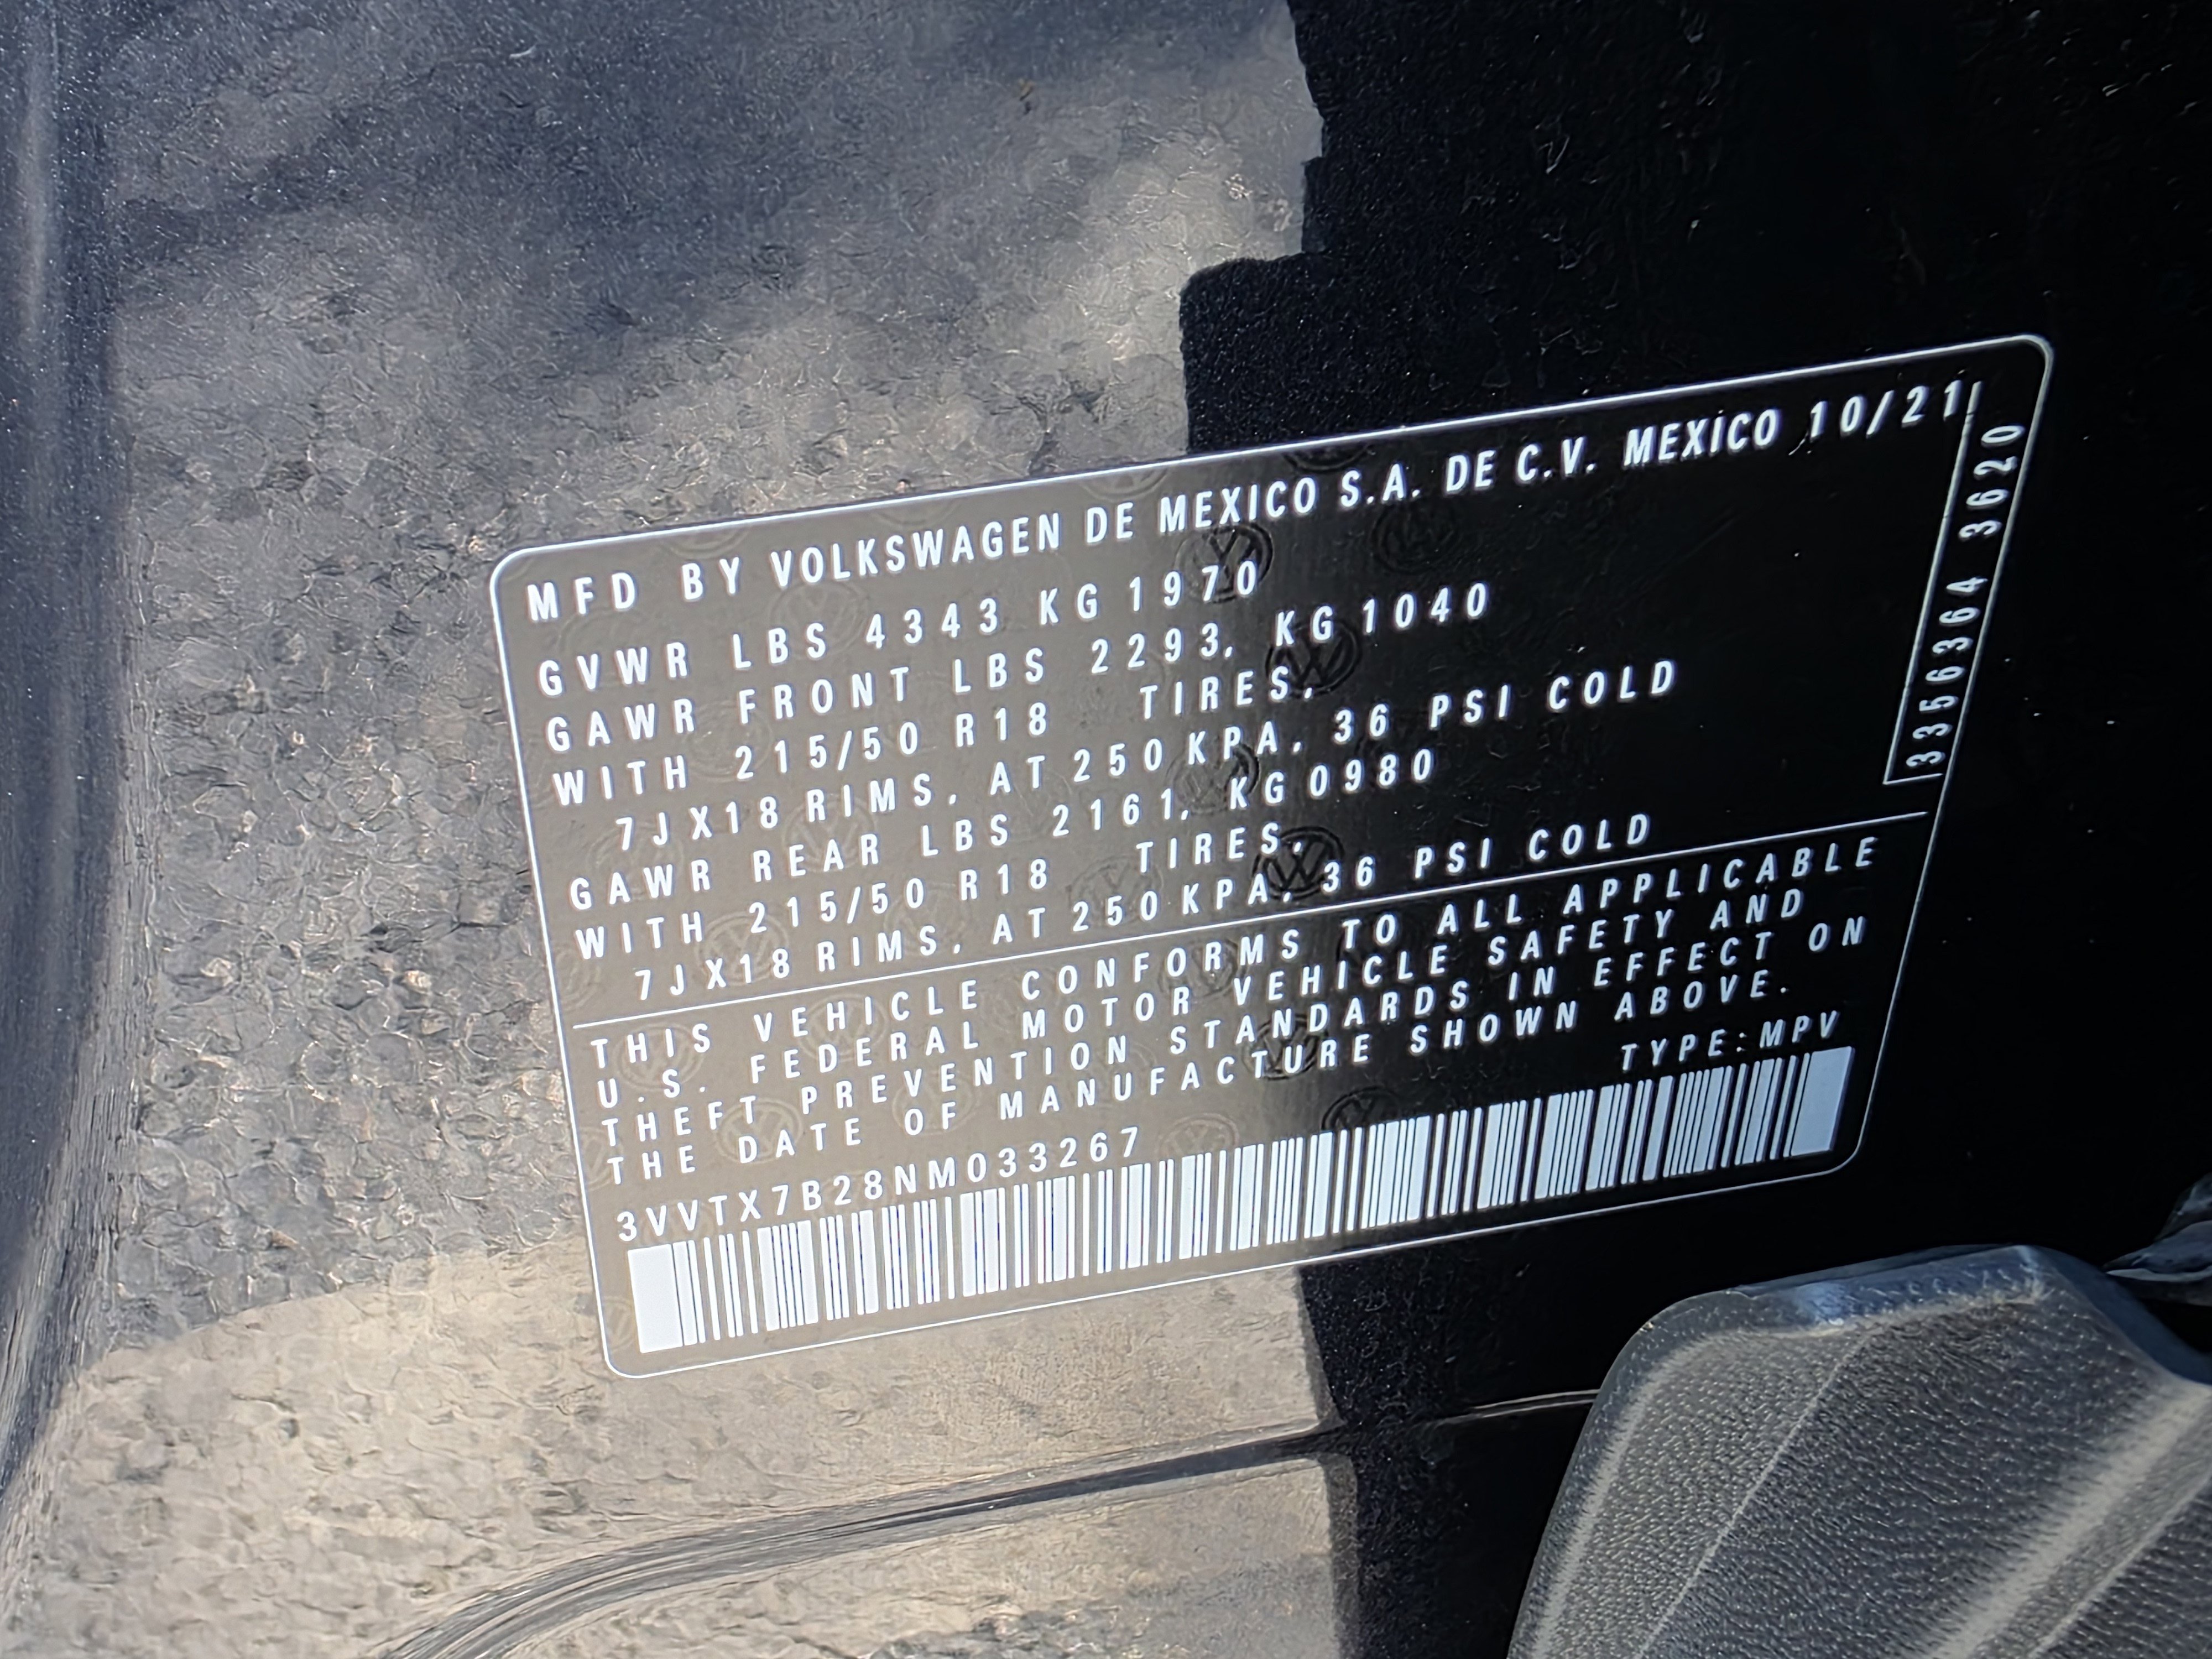 MFD BY VOLKSWAGEN DE MEXICO S.A. DE C.V. MEXICO 10/21
GVWR LBS 4343 KG 1970
GAWR FRONT LBS 2293, KG 1040
WITH 215/50 R18 TIRES,
7JX18 RIMS, AT 250 KPA, 36 PSI COLD
GAWR REAR LBS 2161, KG 0980
WITH 215/50 R18 TIRES,
7JX18 RIMS, AT 250 KPA, 36 PSI COLD
3356364 3620
THIS VEHICLE CONFORMS TO ALL APPLICABLE
U.S. FEDERAL MOTOR VEHICLE SAFETY AND
THEFT PREVENTION STANDARDS IN EFFECT ON
THE DATE OF MANUFACTURE SHOWN ABOVE.
TYPE: MPV
3VVTX7B28NM033267